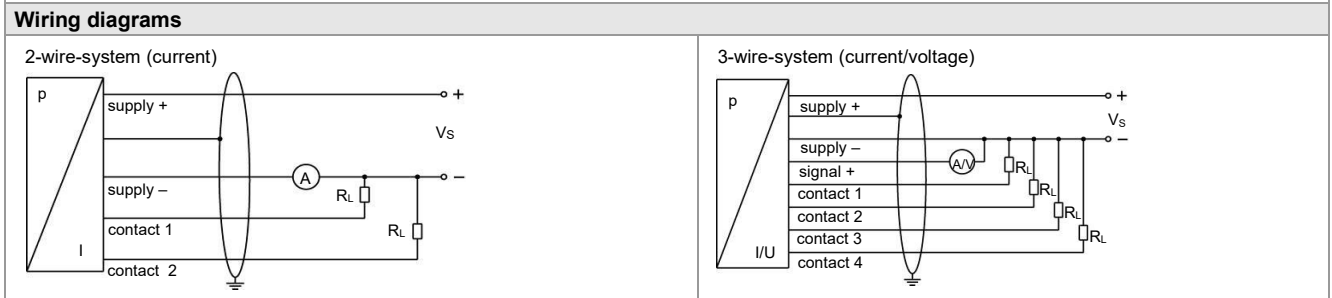 Wiring diagrams
2-wire-system (current)
p
supply +
+
VS
supply –
A
–
RL
contact 1
RL
I
contact 2
3-wire-system (current/voltage)
p
supply +
+
VS
supply –
–
A/V
signal +
RL
contact 1
RL
contact 2
RL
contact 3
RL
I/U
contact 4